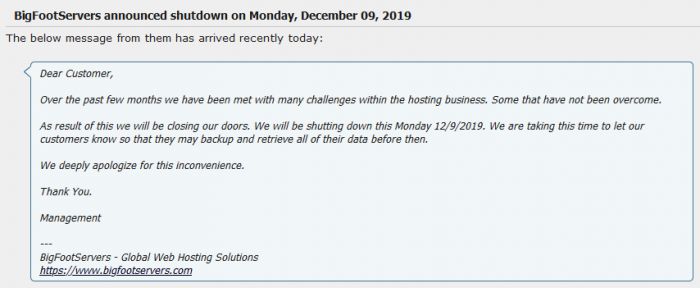 BigFootServers announced shutdown on Monday, December 09, 2019
The below message from them has arrived recently today:
Dear Customer,
Over the past few months we have been met with many challenges within the hosting business. Some that have not been overcome.
As result of this we will be closing our doors. We will be shutting down this Monday 12/9/2019. We are taking this time to let our
customers know so that they may backup and retrieve all of their data before then.
We deeply apologize for this inconvenience.
Thank You.
Management
---
BigFootServers - Global Web Hosting Solutions
https://www.bigfootservers.com